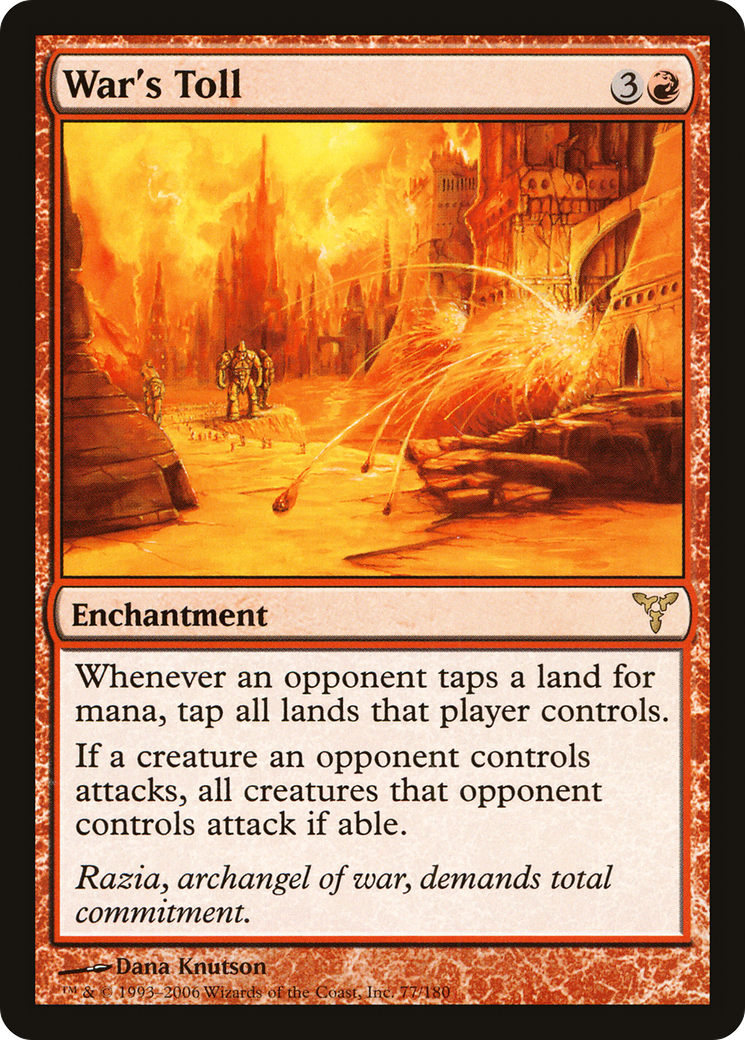 War's Toll 3
Enchantment
Whenever an opponent taps a land for
mana, tap all lands that player controls.
If a creature an opponent controls
attacks, all creatures that opponent
controls attack if able.
Razia, archangel of war, demands total
commitment.
Dana Knutson
™ & © 1993–2006 Wizards of the Coast, Inc. 77/180